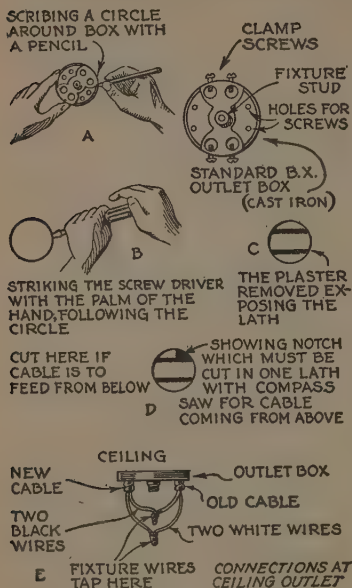 SCRIBING A CIRCLE
AROUND BOX WITH
A PENCIL
A
CLAMP
SCREWS
FIXTURE
STUD
HOLES FOR
SCREWS
STANDARD B.X.
OUTLET BOX
(CAST IRON)
B
STRIKING THE SCREW DRIVER
WITH THE PALM OF THE
HAND, FOLLOWING THE
CIRCLE
C
THE PLASTER
REMOVED EX-
POSING THE
LATH
CUT HERE IF
CABLE IS TO
FEED FROM BELOW
SHOWING NOTCH
WHICH MUST BE
CUT IN ONE LATH
WITH COMPASS
SAW FOR CABLE
COMING FROM ABOVE
D
CEILING
NEW
CABLE
OUTLET BOX
OLD CABLE
TWO
BLACK
WIRES
TWO WHITE WIRES
E
FIXTURE WIRES
TAP HERE
CONNECTIONS AT
CEILING OUTLET